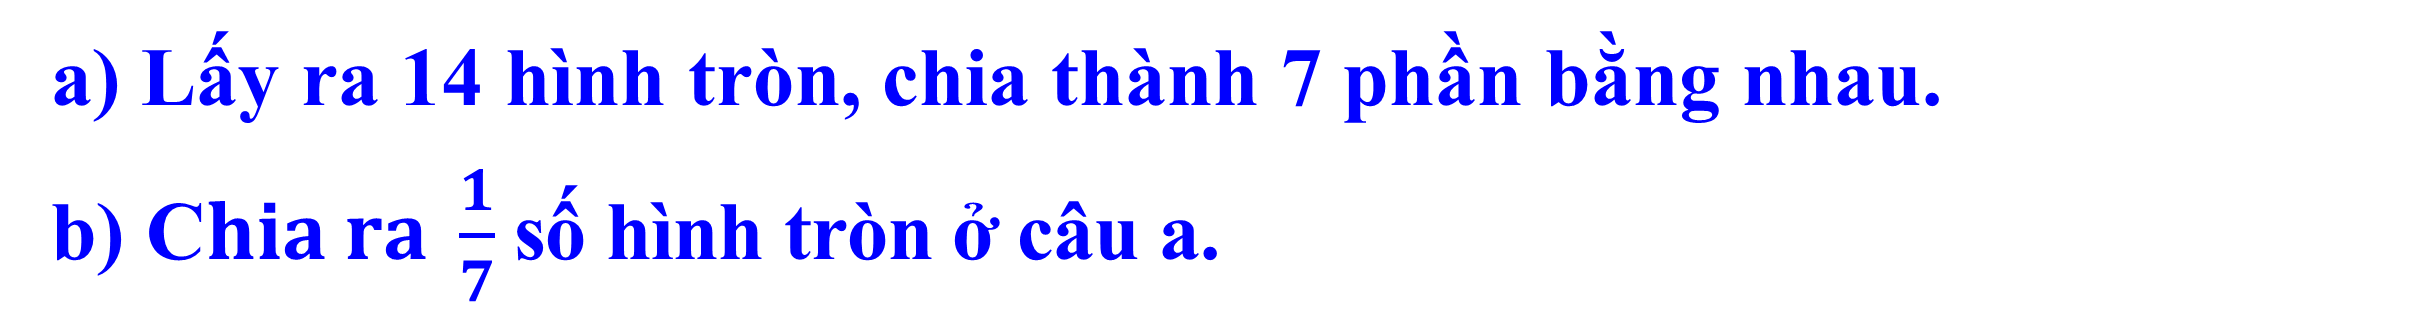 a) Lấy ra 14 hình tròn, chia thành 7 phần bằng nhau.
b) Chia ra 1/7 số hình tròn ở câu a.